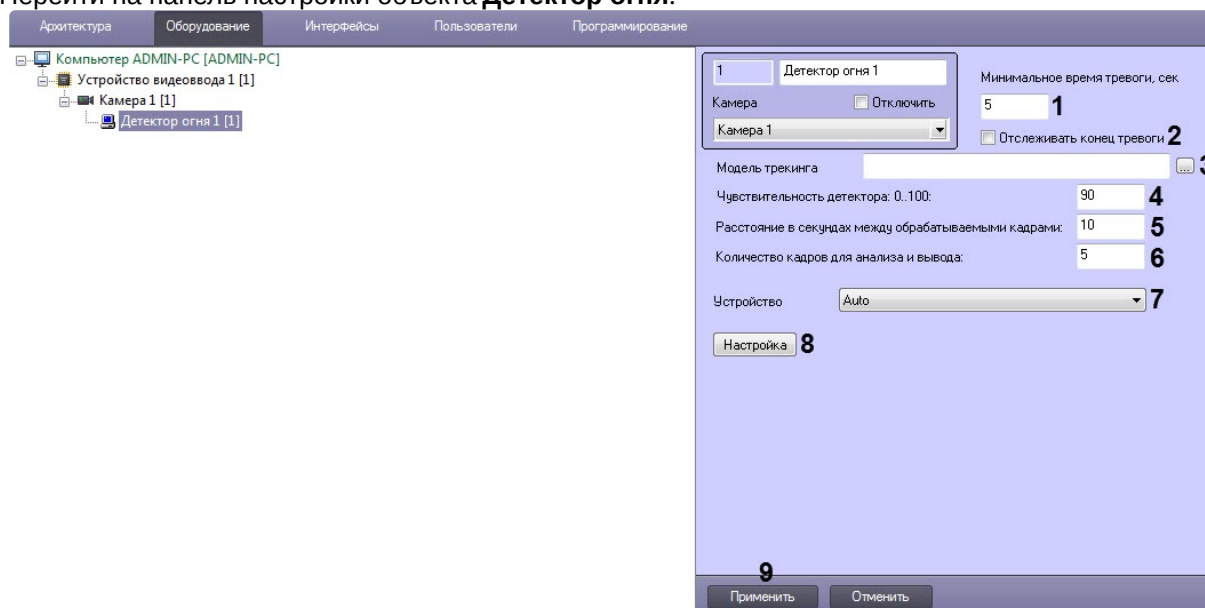 Перейти на панель настройки объекта Детектор огня.
Архитектура Оборудование Интерфейсы Пользователи Программирование
Компьютер ADMIN-PC [ADMIN-PC]
Устройство видеоввода 1 [1]
Камера 1 [1]
Детектор огня 1 [1]
1 Детектор огня 1
Камера Отключить
Камера 1
Минимальное время тревоги, сек
5 1
Отслеживать конец тревоги 2
Модель трекинга ... 3
Чувствительность детектора: 0..100: 90 4
Расстояние в секундах между обрабатываемыми кадрами: 10 5
Количество кадров для анализа и вывода: 5 6
Устройство Auto 7
Настройка 8
9
Применить Отменить